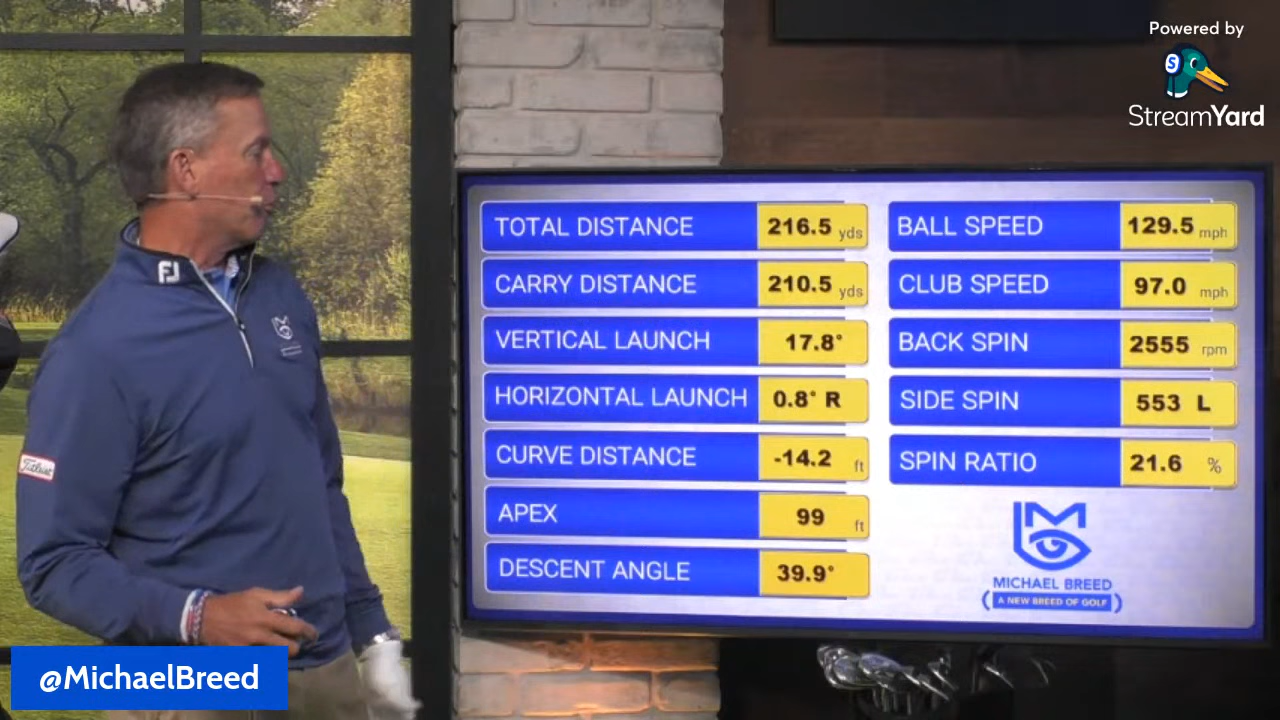 Powered by
S
StreamYard
FJ
Titleist
TOTAL DISTANCE 216.5 yds
CARRY DISTANCE 210.5 yds
VERTICAL LAUNCH 17.8°
HORIZONTAL LAUNCH 0.8° R
CURVE DISTANCE -14.2 ft
APEX 99 ft
DESCENT ANGLE 39.9°
BALL SPEED 129.5 mph
CLUB SPEED 97.0 mph
BACK SPIN 2555 rpm
SIDE SPIN 553 L
SPIN RATIO 21.6 %
MICHAEL BREED
A NEW BREED OF GOLF
@MichaelBreed